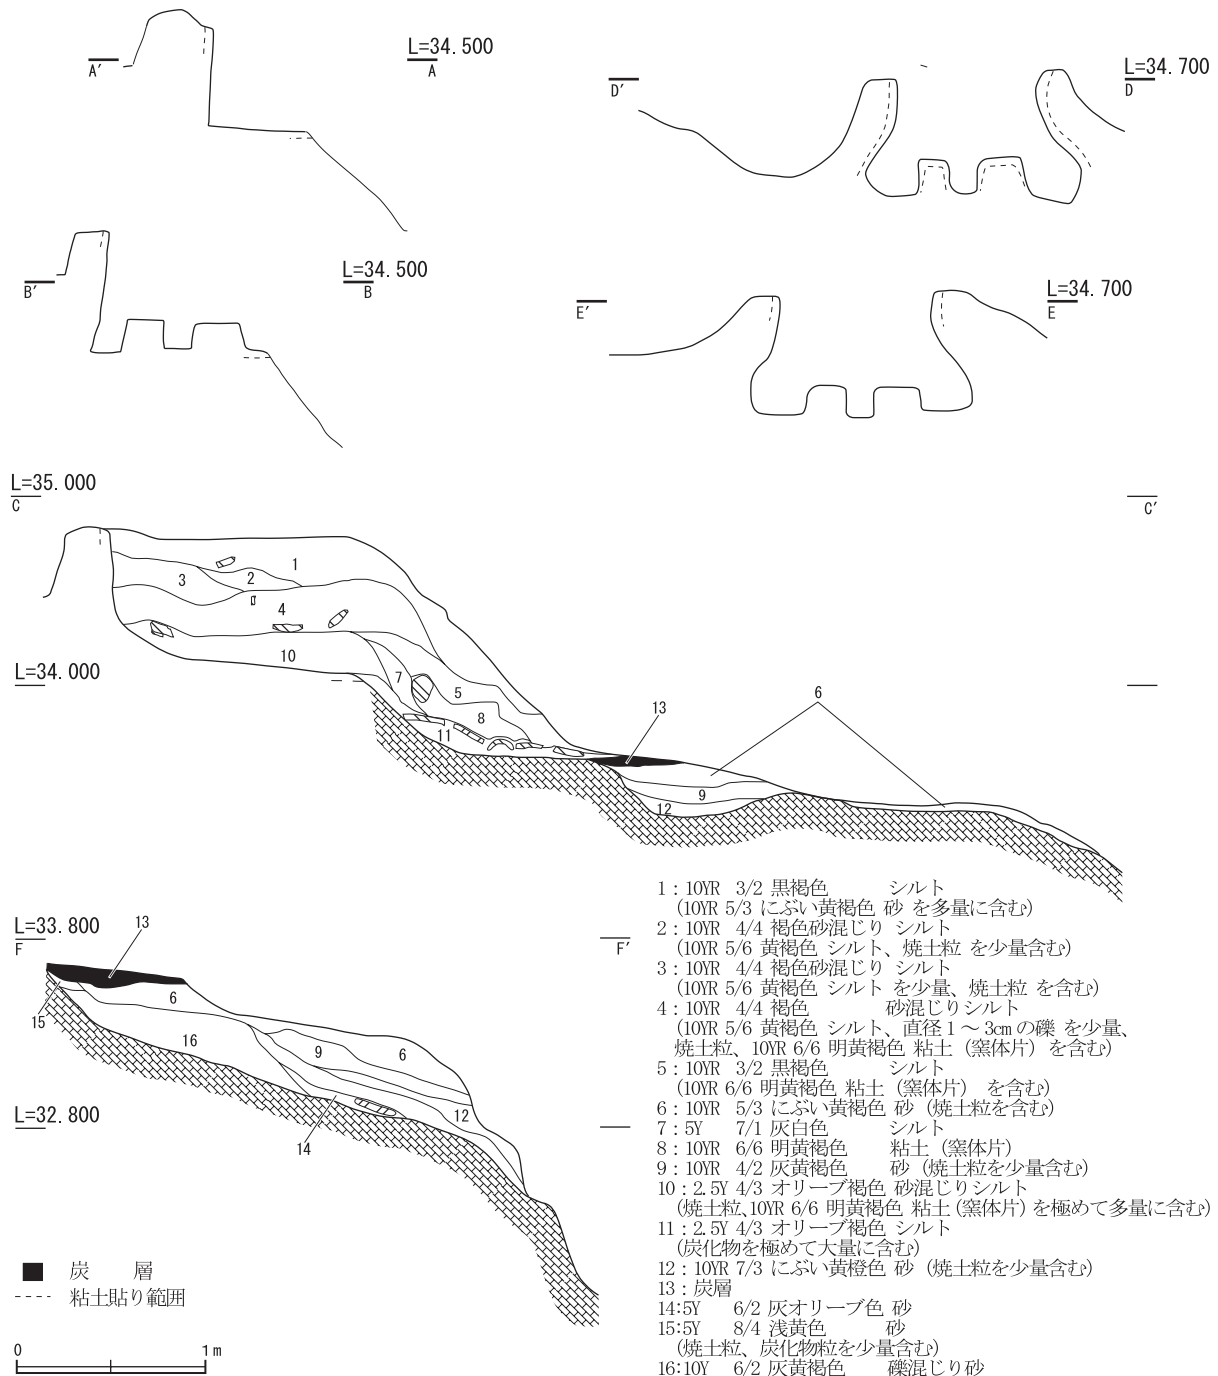 L=34.500
A′
A
L=34.700
D′
D
L=34.500
B′
B
L=34.700
E′
E
L=35.000
C
C′
1
2
3
4
10
L=34.000
7
5
8
11
13
6
9
12
L=33.800
F
13
F′
6
15
16
9
6
L=32.800
12
14
1：10YR 3/2 黒褐色 シルト
(10YR 5/3 にぶい黄褐色 砂 を多量に含む)
2：10YR 4/4 褐色砂混じり シルト
(10YR 5/6 黄褐色 シルト、焼土粒 を少量含む)
3：10YR 4/4 褐色砂混じり シルト
(10YR 5/6 黄褐色 シルト を少量、焼土粒 を含む)
4：10YR 4/4 褐色 砂混じりシルト
(10YR 5/6 黄褐色 シルト、直径1～3cmの礫 を少量、
焼土粒、10YR 6/6 明黄褐色 粘土（窯体片）を含む)
5：10YR 3/2 黒褐色 シルト
(10YR 6/6 明黄褐色 粘土（窯体片） を含む)
6：10YR 5/3 にぶい黄褐色 砂（焼土粒を含む)
7：5Y 7/1 灰白色 シルト
8：10YR 6/6 明黄褐色 粘土（窯体片）
9：10YR 4/2 灰黄褐色 砂（焼土粒を少量含む)
10：2.5Y 4/3 オリーブ褐色 砂混じりシルト
(焼土粒、10YR 6/6 明黄褐色 粘土（窯体片）を極めて多量に含む)
11：2.5Y 4/3 オリーブ褐色 シルト
(炭化物を極めて大量に含む)
12：10YR 7/3 にぶい黄橙色 砂（焼土粒を少量含む)
13：炭層
14:5Y 6/2 灰オリーブ色 砂
15:5Y 8/4 浅黄色 砂
(焼土粒、炭化物粒を少量含む)
16:10Y 6/2 灰黄褐色 礫混じり砂
炭 層
粘土貼り範囲
0 1m